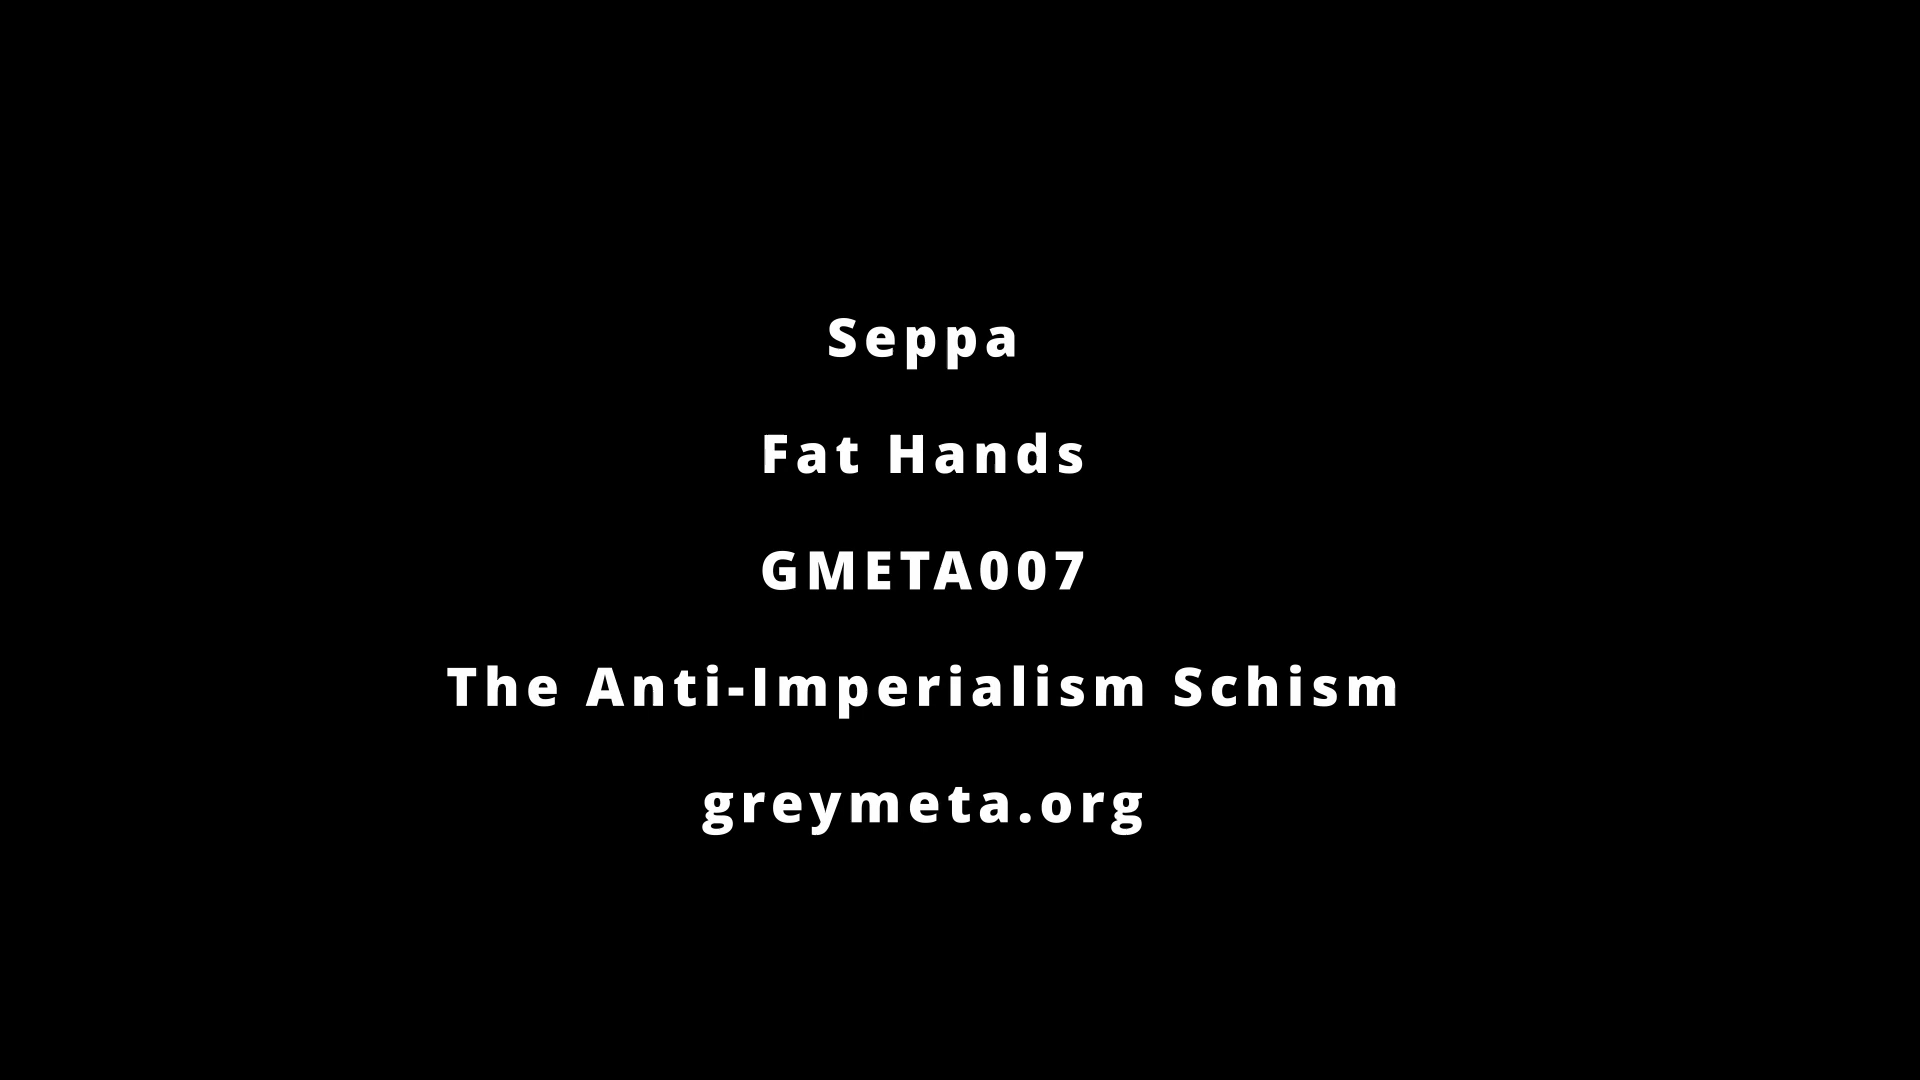 Seppa
Fat Hands
GMETA007
The Anti-Imperialism Schism
greymeta.org